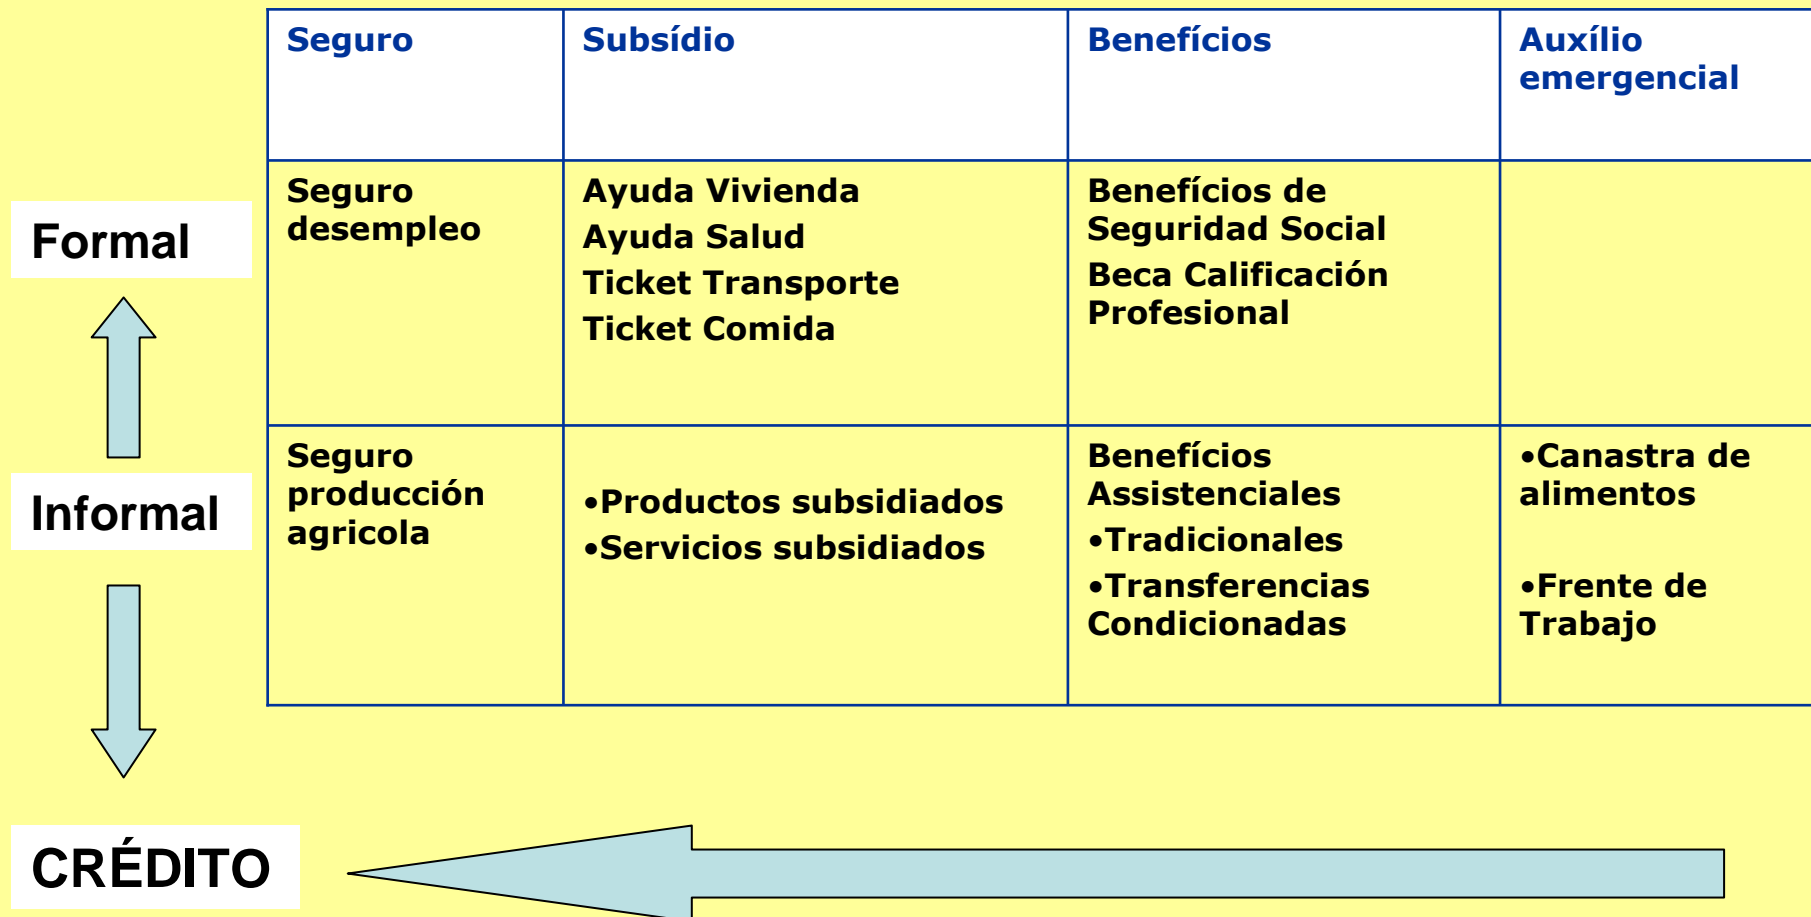 Seguro
Subsídio
Benefícios
Auxílio
emergencial
Formal
Seguro
desempleo
Ayuda Vivienda
Ayuda Salud
Ticket Transporte
Ticket Comida
Benefícios de
Seguridad Social
Beca Calificación
Profesional
Informal
Seguro
producción
agricola
•Productos subsidiados
•Servicios subsidiados
Benefícios
Assistenciales
•Tradicionales
•Transferencias
Condicionadas
•Canastra de
alimentos
•Frente de
Trabajo
CRÉDITO